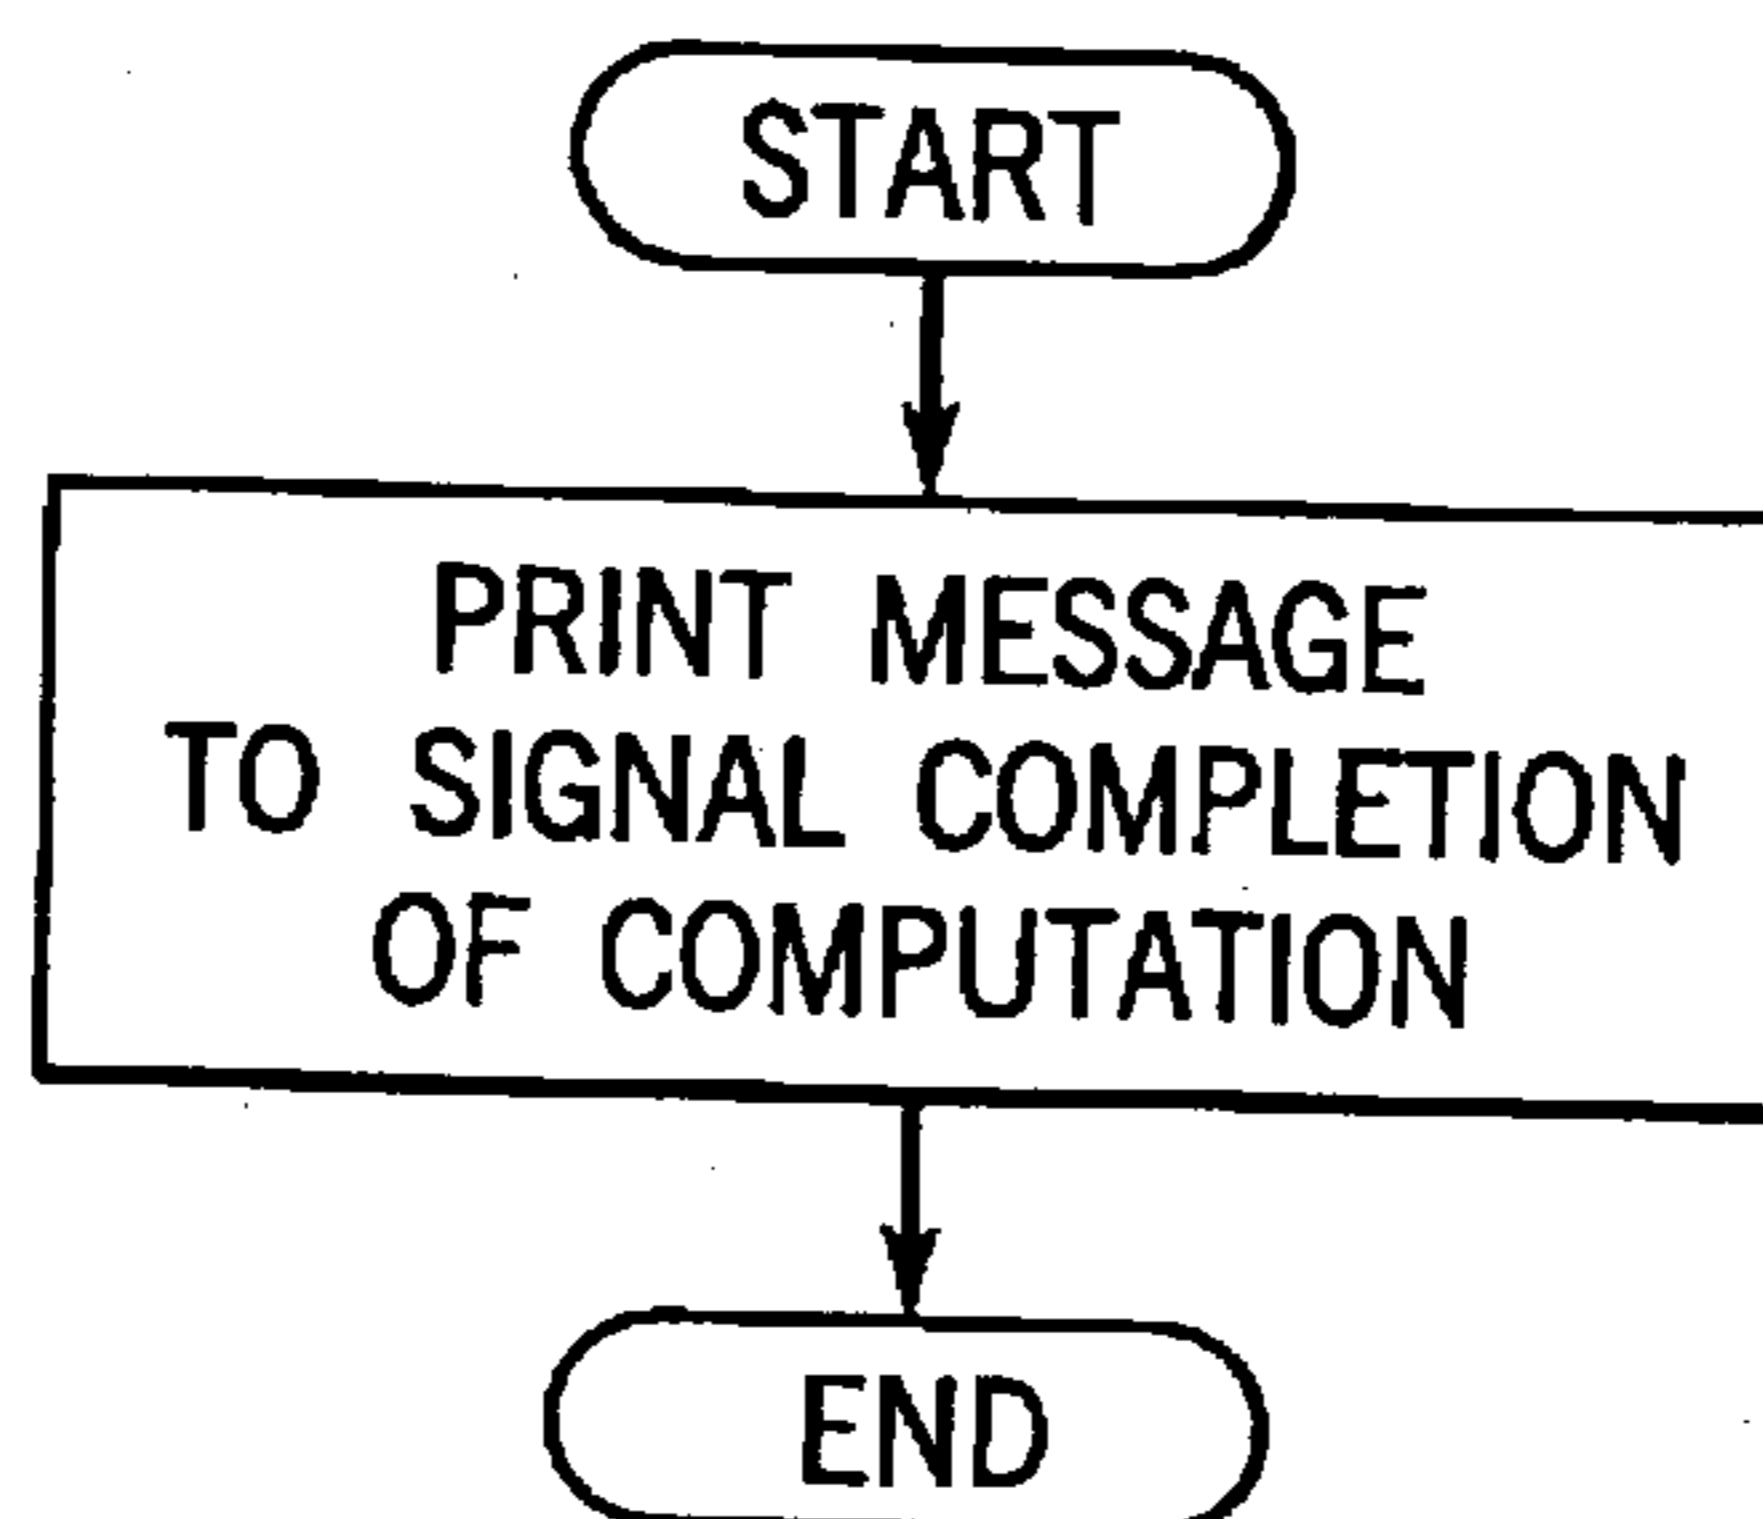 START
PRINT MESSAGE
TO SIGNAL COMPLETION
OF COMPUTATION
END